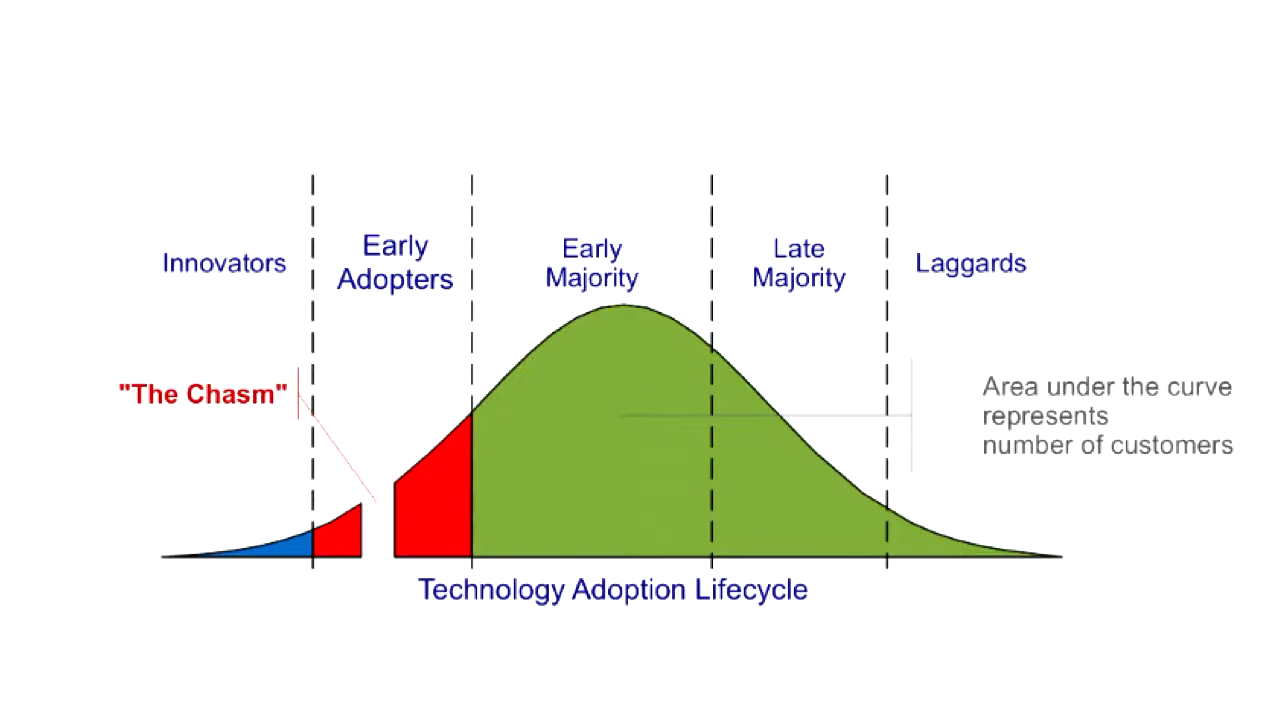 Innovators
Early
Adopters
Early
Majority
Late
Majority
Laggards
"The Chasm"
Area under the curve
represents
number of customers
Technology Adoption Lifecycle